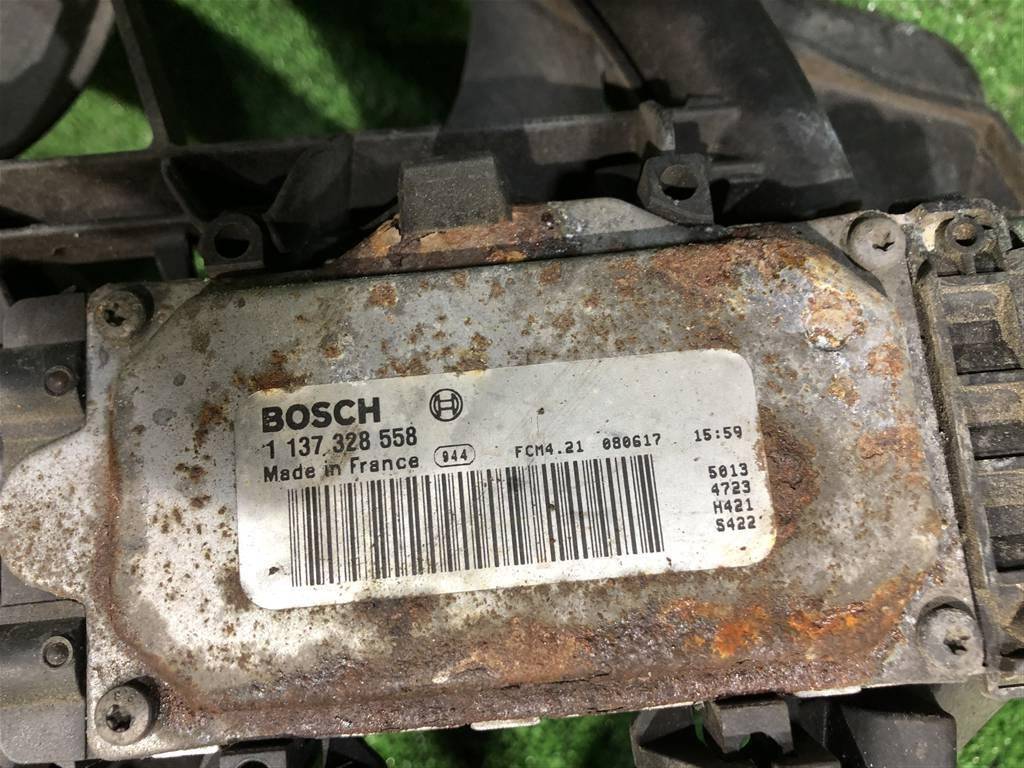 BOSCH
1 137 328 558
Made in France 944 FCM4.21 080617 15:59
5013
4723
H421
S422